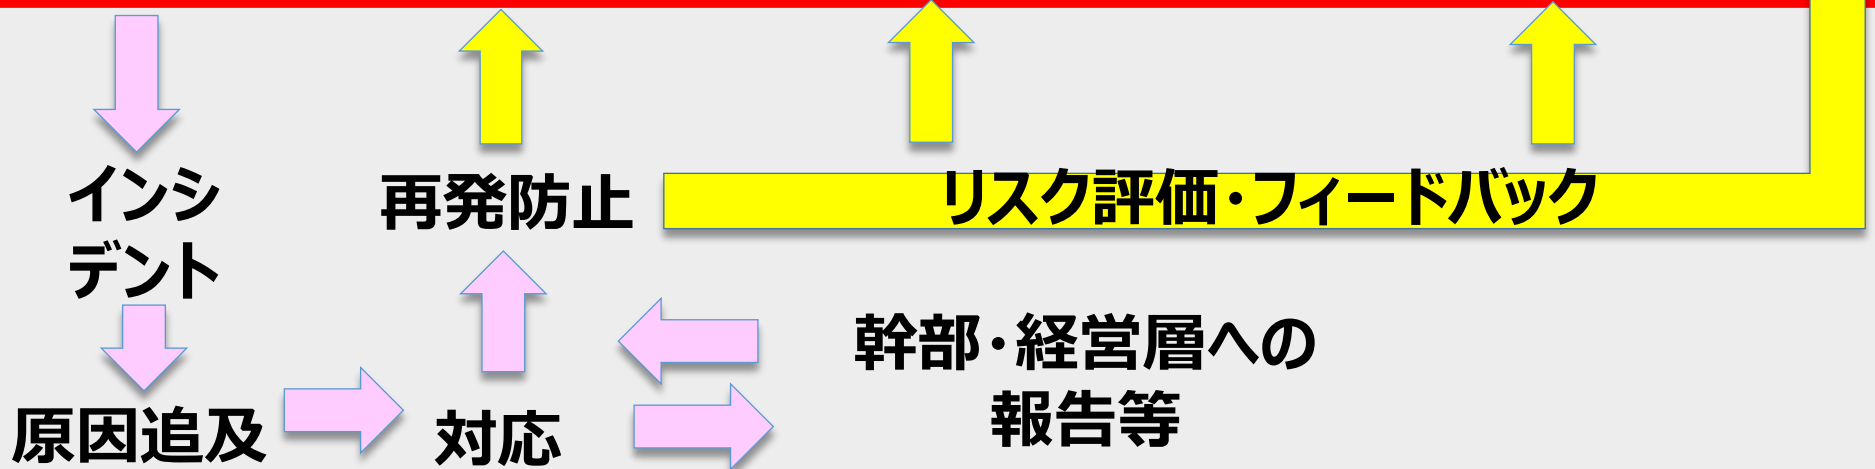 インシ
デント
再発防止
リスク評価・フィードバック
幹部・経営層への
報告等
原因追及
対応